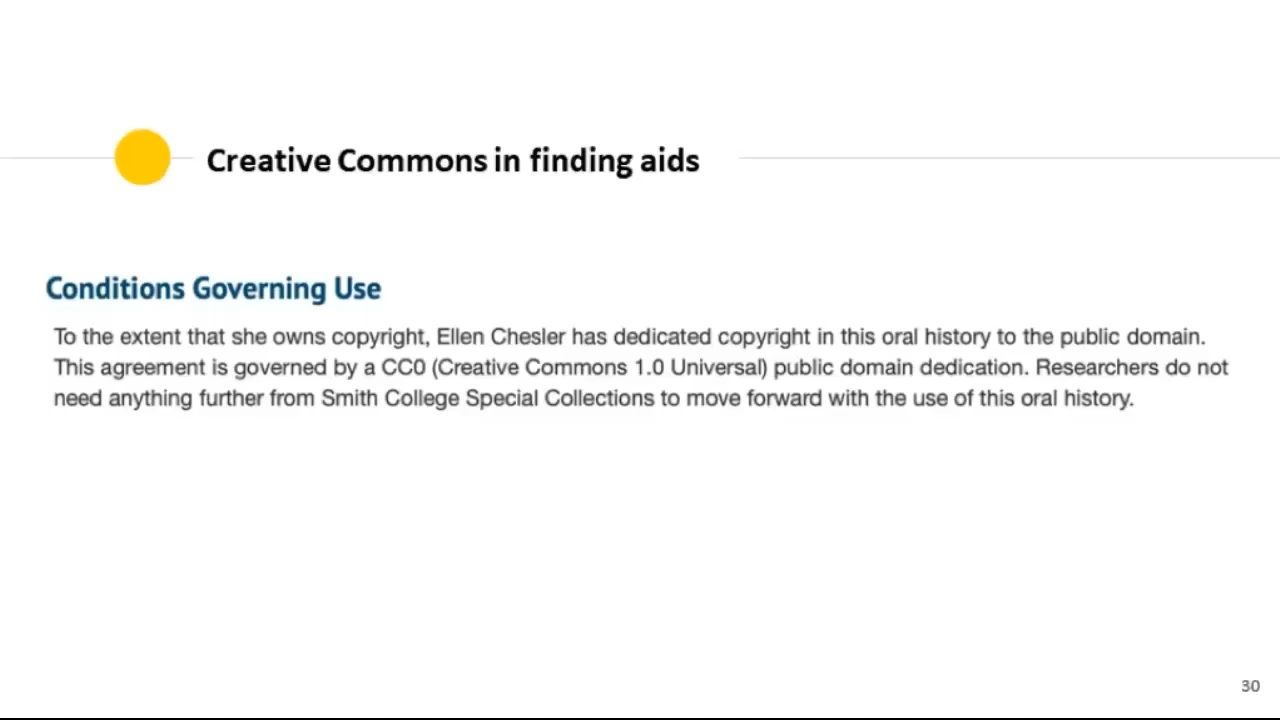 Creative Commons in finding aids
Conditions Governing Use
To the extent that she owns copyright, Ellen Chesler has dedicated copyright in this oral history to the public domain.
This agreement is governed by a CC0 (Creative Commons 1.0 Universal) public domain dedication. Researchers do not
need anything further from Smith College Special Collections to move forward with the use of this oral history.
30